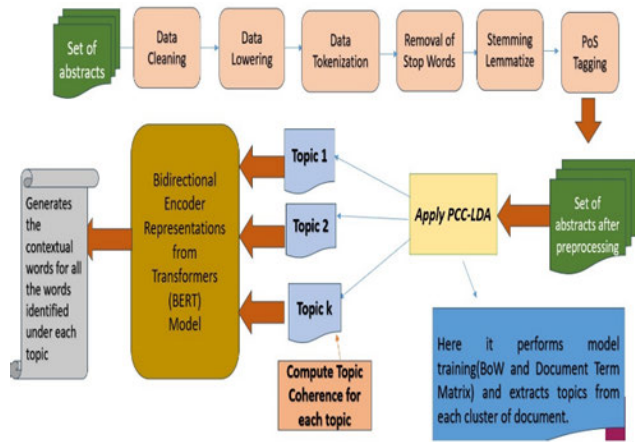 Set of
abstracts
Data
Cleaning
Data
Lowering
Data
Tokenization
Removal of
Stop Words
Stemming
Lemmatize
PoS
Tagging
Generates
the
contextual
words for all
the words
identified
under each
topic
Bidirectional
Encoder
Representations
from
Transformers
(BERT)
Model
Topic 1
Topic 2
Topic k
Apply PCC-LDA
Set of
abstracts after
preprocessing
Compute Topic
Coherence for
each topic
Here it performs model
training(BoW and Document Term
Matrix) and extracts topics from
each cluster of document.